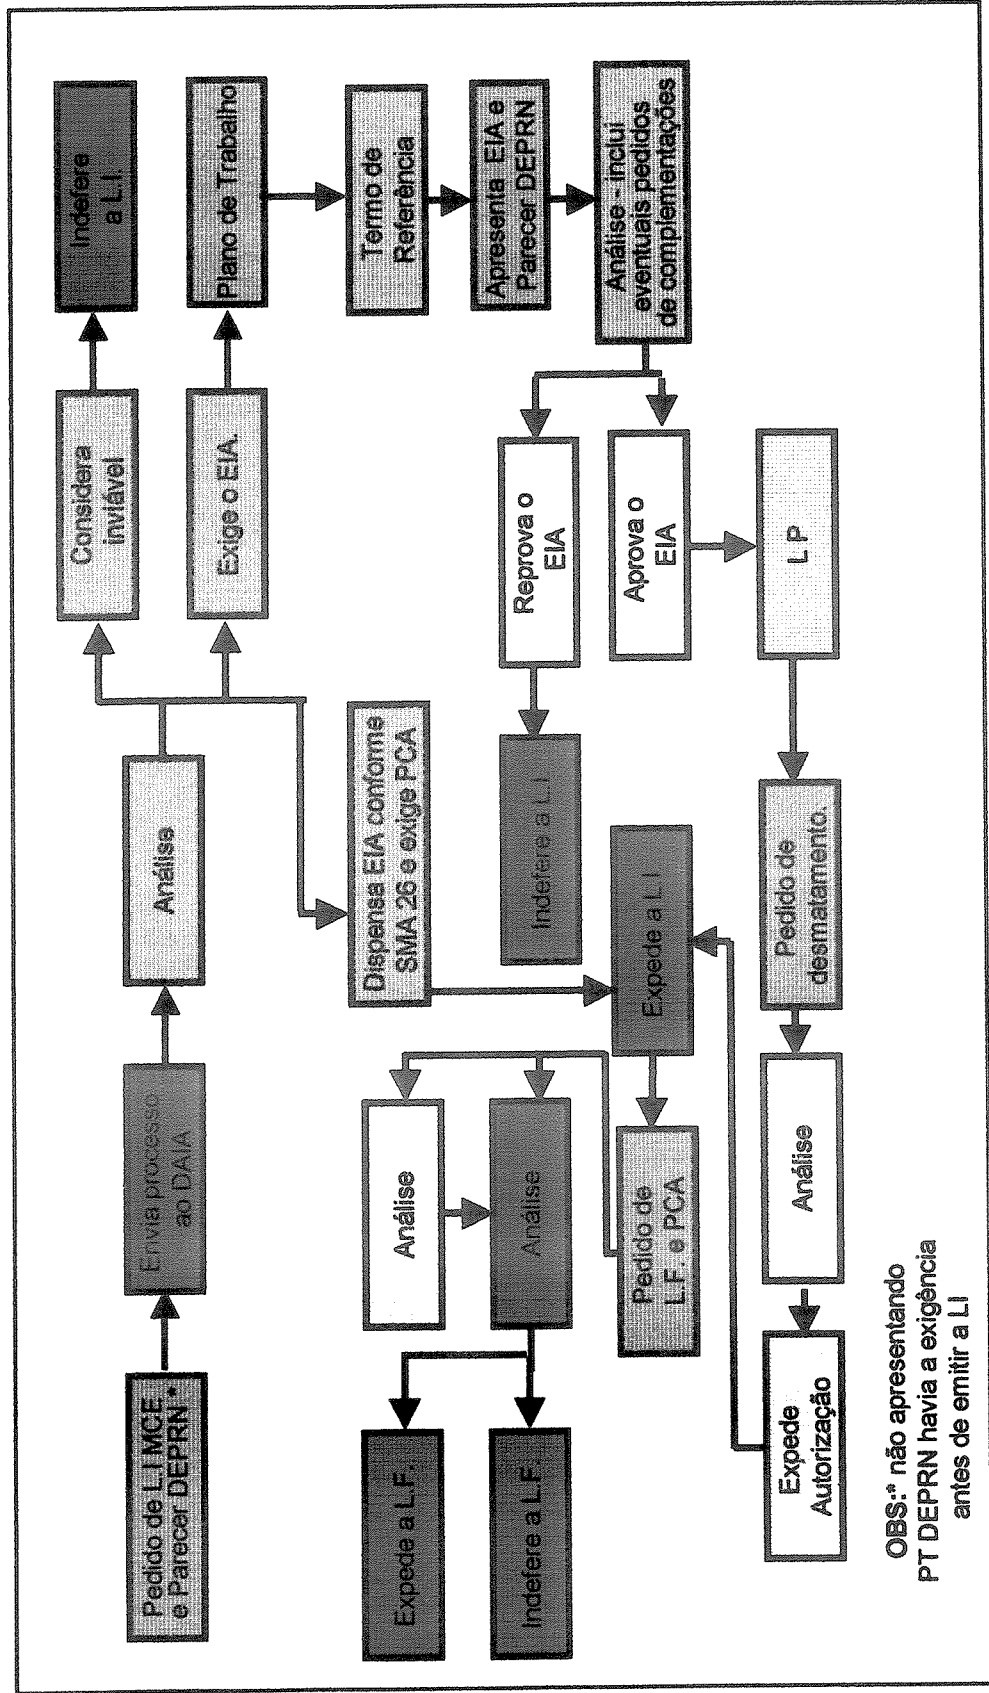 Pedido de L.I MCE
e Parecer DEPRN *
Envia processo
ao DAIA
Análise
Considera
inviável
Indefere
a L.I.
Exige o EIA.
Plano de Trabalho
Termo de
Referência
Apresenta EIA e
Parecer DEPRN
Análise - inclui
eventuais pedidos
de complementações
Dispensa EIA conforme
SMA 26 e exige PCA
Reprova o
EIA
Aprova o
EIA
Indefere a L.I
L P
Expede a L I
Pedido de
desmatamento.
Análise
Análise
Pedido de
L.F. e PCA
Análise
Expede a L.F.
Indefere a L.F.
Expede
Autorização
OBS:* não apresentando
PT DEPRN havia a exigência
antes de emitir a LI